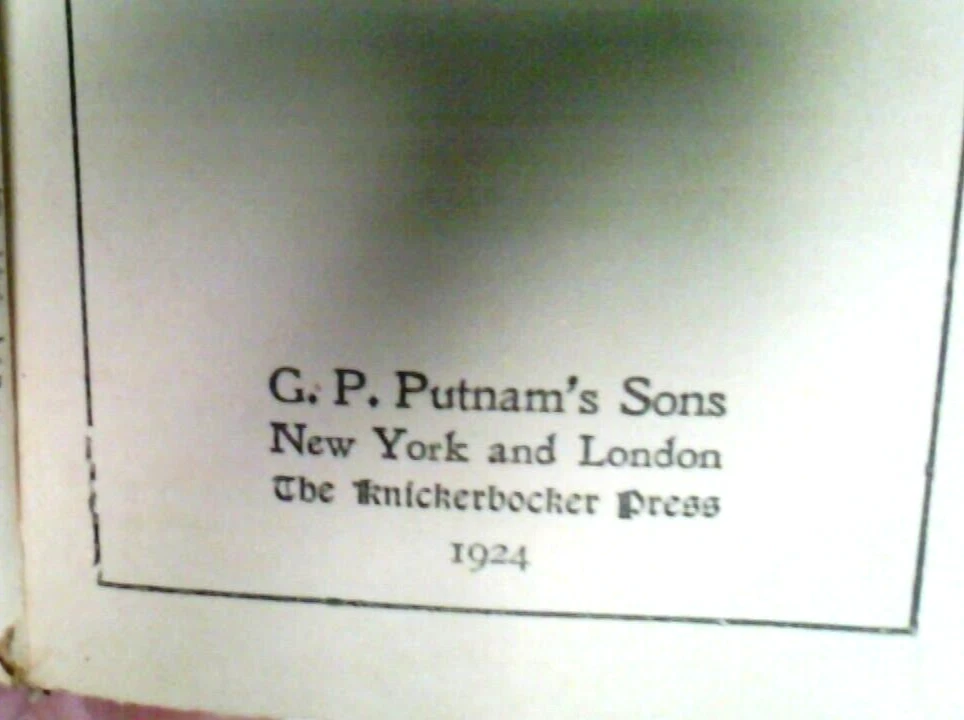 G. P. Putnam's Sons
New York and London
The Knickerbocker Press
1924